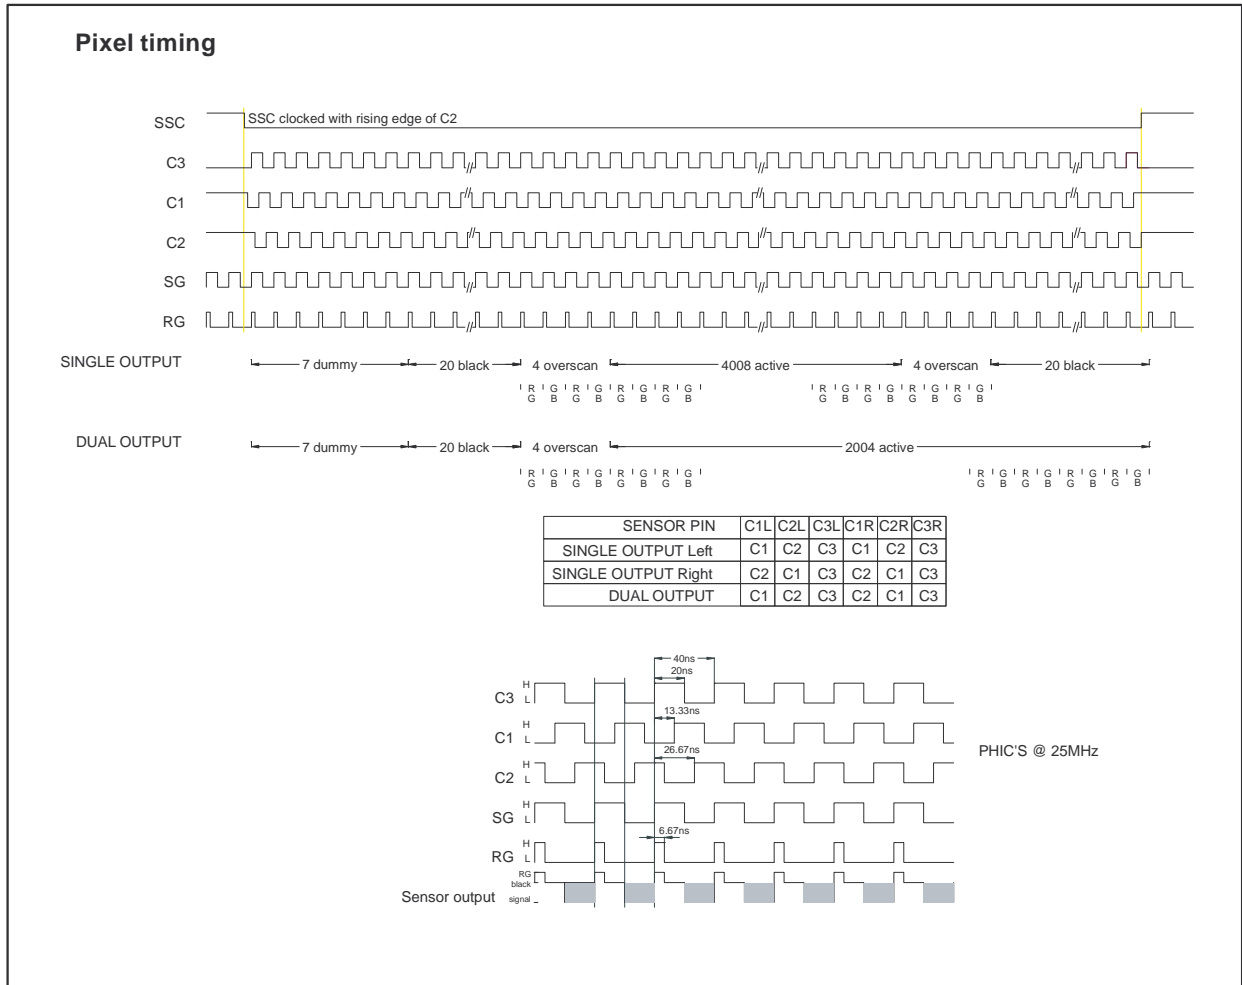 Pixel timing
SSC
SSC clocked with rising edge of C2
C3
C1
C2
SG
RG
SINGLE OUTPUT
7 dummy 20 black 4 overscan 4008 active 4 overscan 20 black
R G R G R G R G R G R G R G R G
G B G B G B G B G B G B G B G B
DUAL OUTPUT
7 dummy 20 black 4 overscan 2004 active
R G R G R G R G R G R G R G R G
G B G B G B G B G B G B G B G B
SENSOR PIN C1L C2L C3L C1R C2R C3R
SINGLE OUTPUT Left C1 C2 C3 C1 C2 C3
SINGLE OUTPUT Right C2 C1 C3 C2 C1 C3
DUAL OUTPUT C1 C2 C3 C2 C1 C3
40ns
20ns
C3 H L
13.33ns
C1 H L
PHIC'S @ 25MHz
26.67ns
C2 H L
SG H L
6.67ns
RG H L
RG
black
Sensor output signal